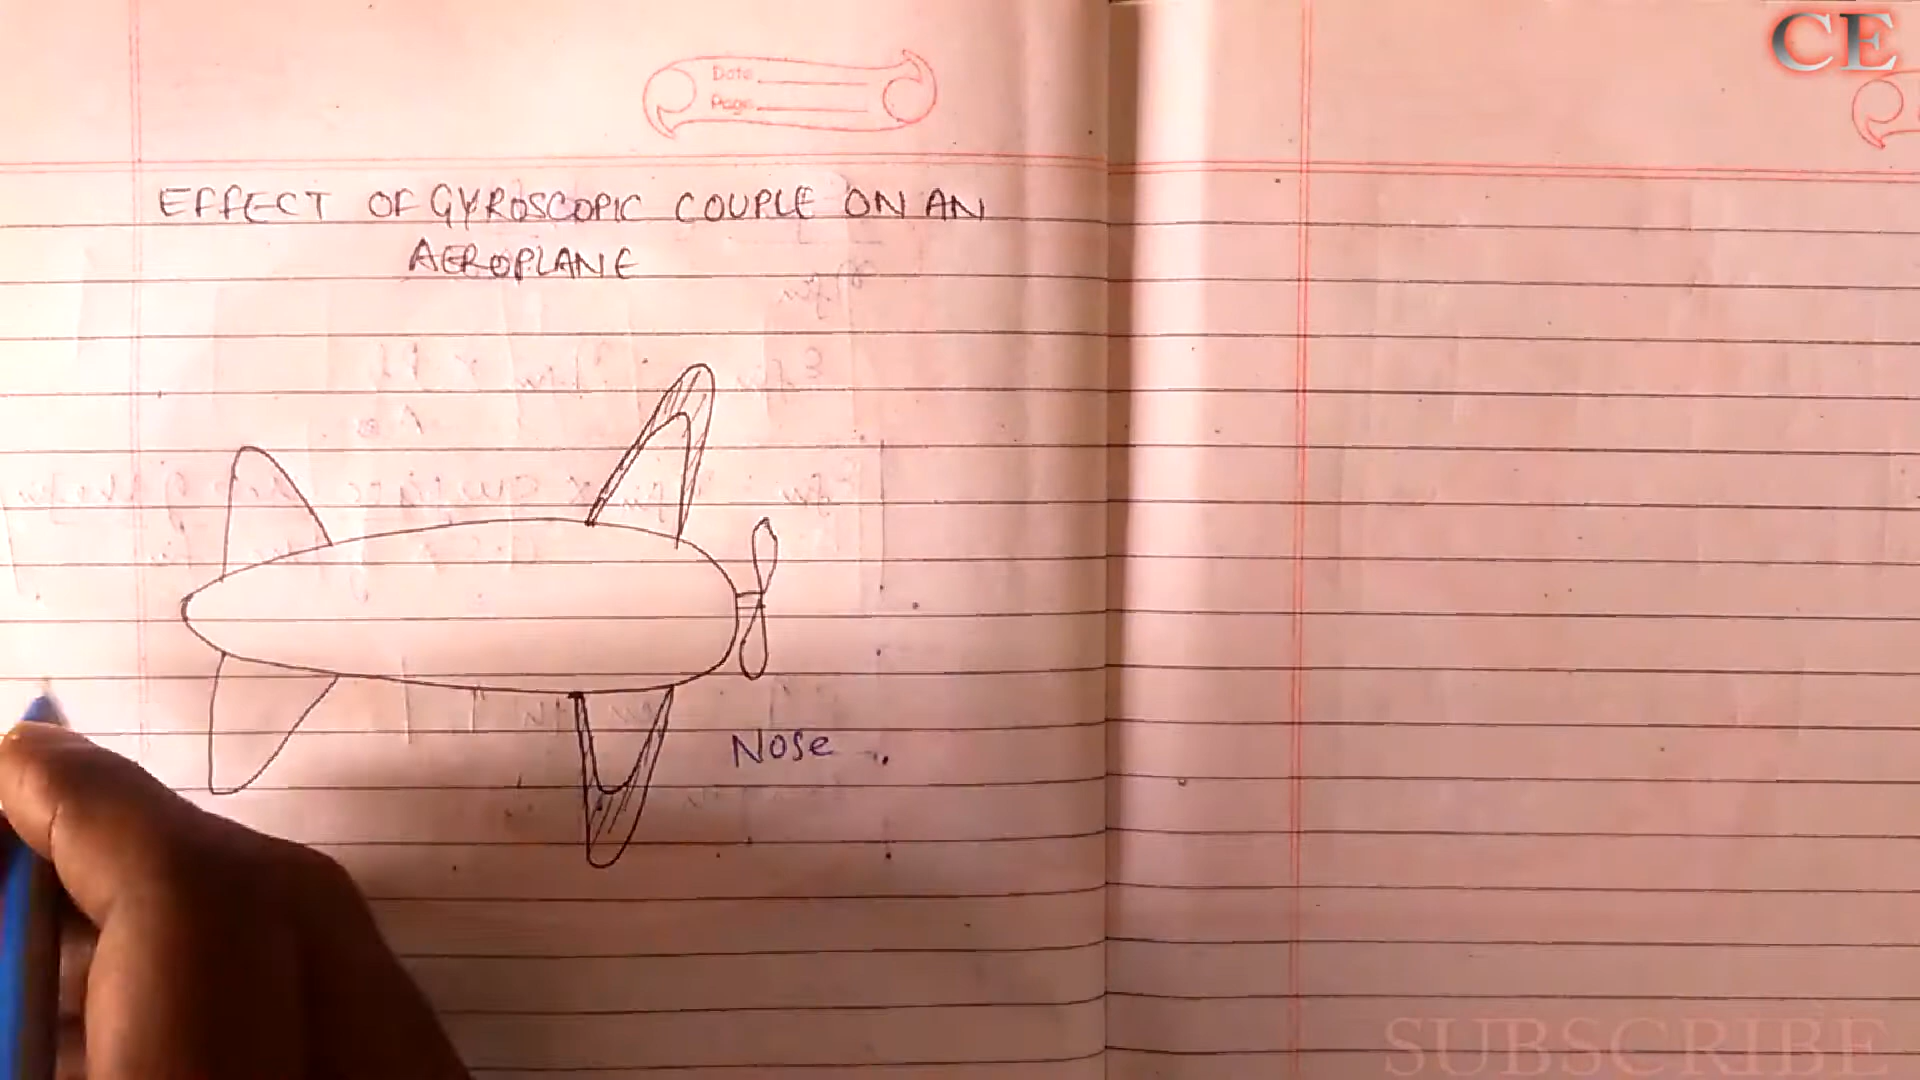 CE
Date
Page
EFFECT OF GYROSCOPIC COUPLE ON AN
AEROPLANE
Nose
SUBSCRIBE